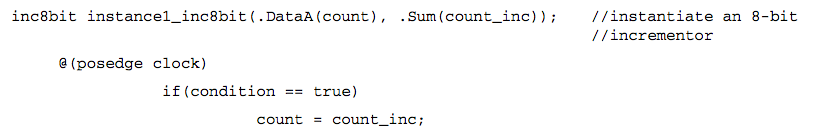 inc8bit instance1_inc8bit(.DataA(count), .Sum(count_inc));   //instantiate an 8-bit
//incrementor
@(posedge clock)
if(condition == true)
count = count_inc;